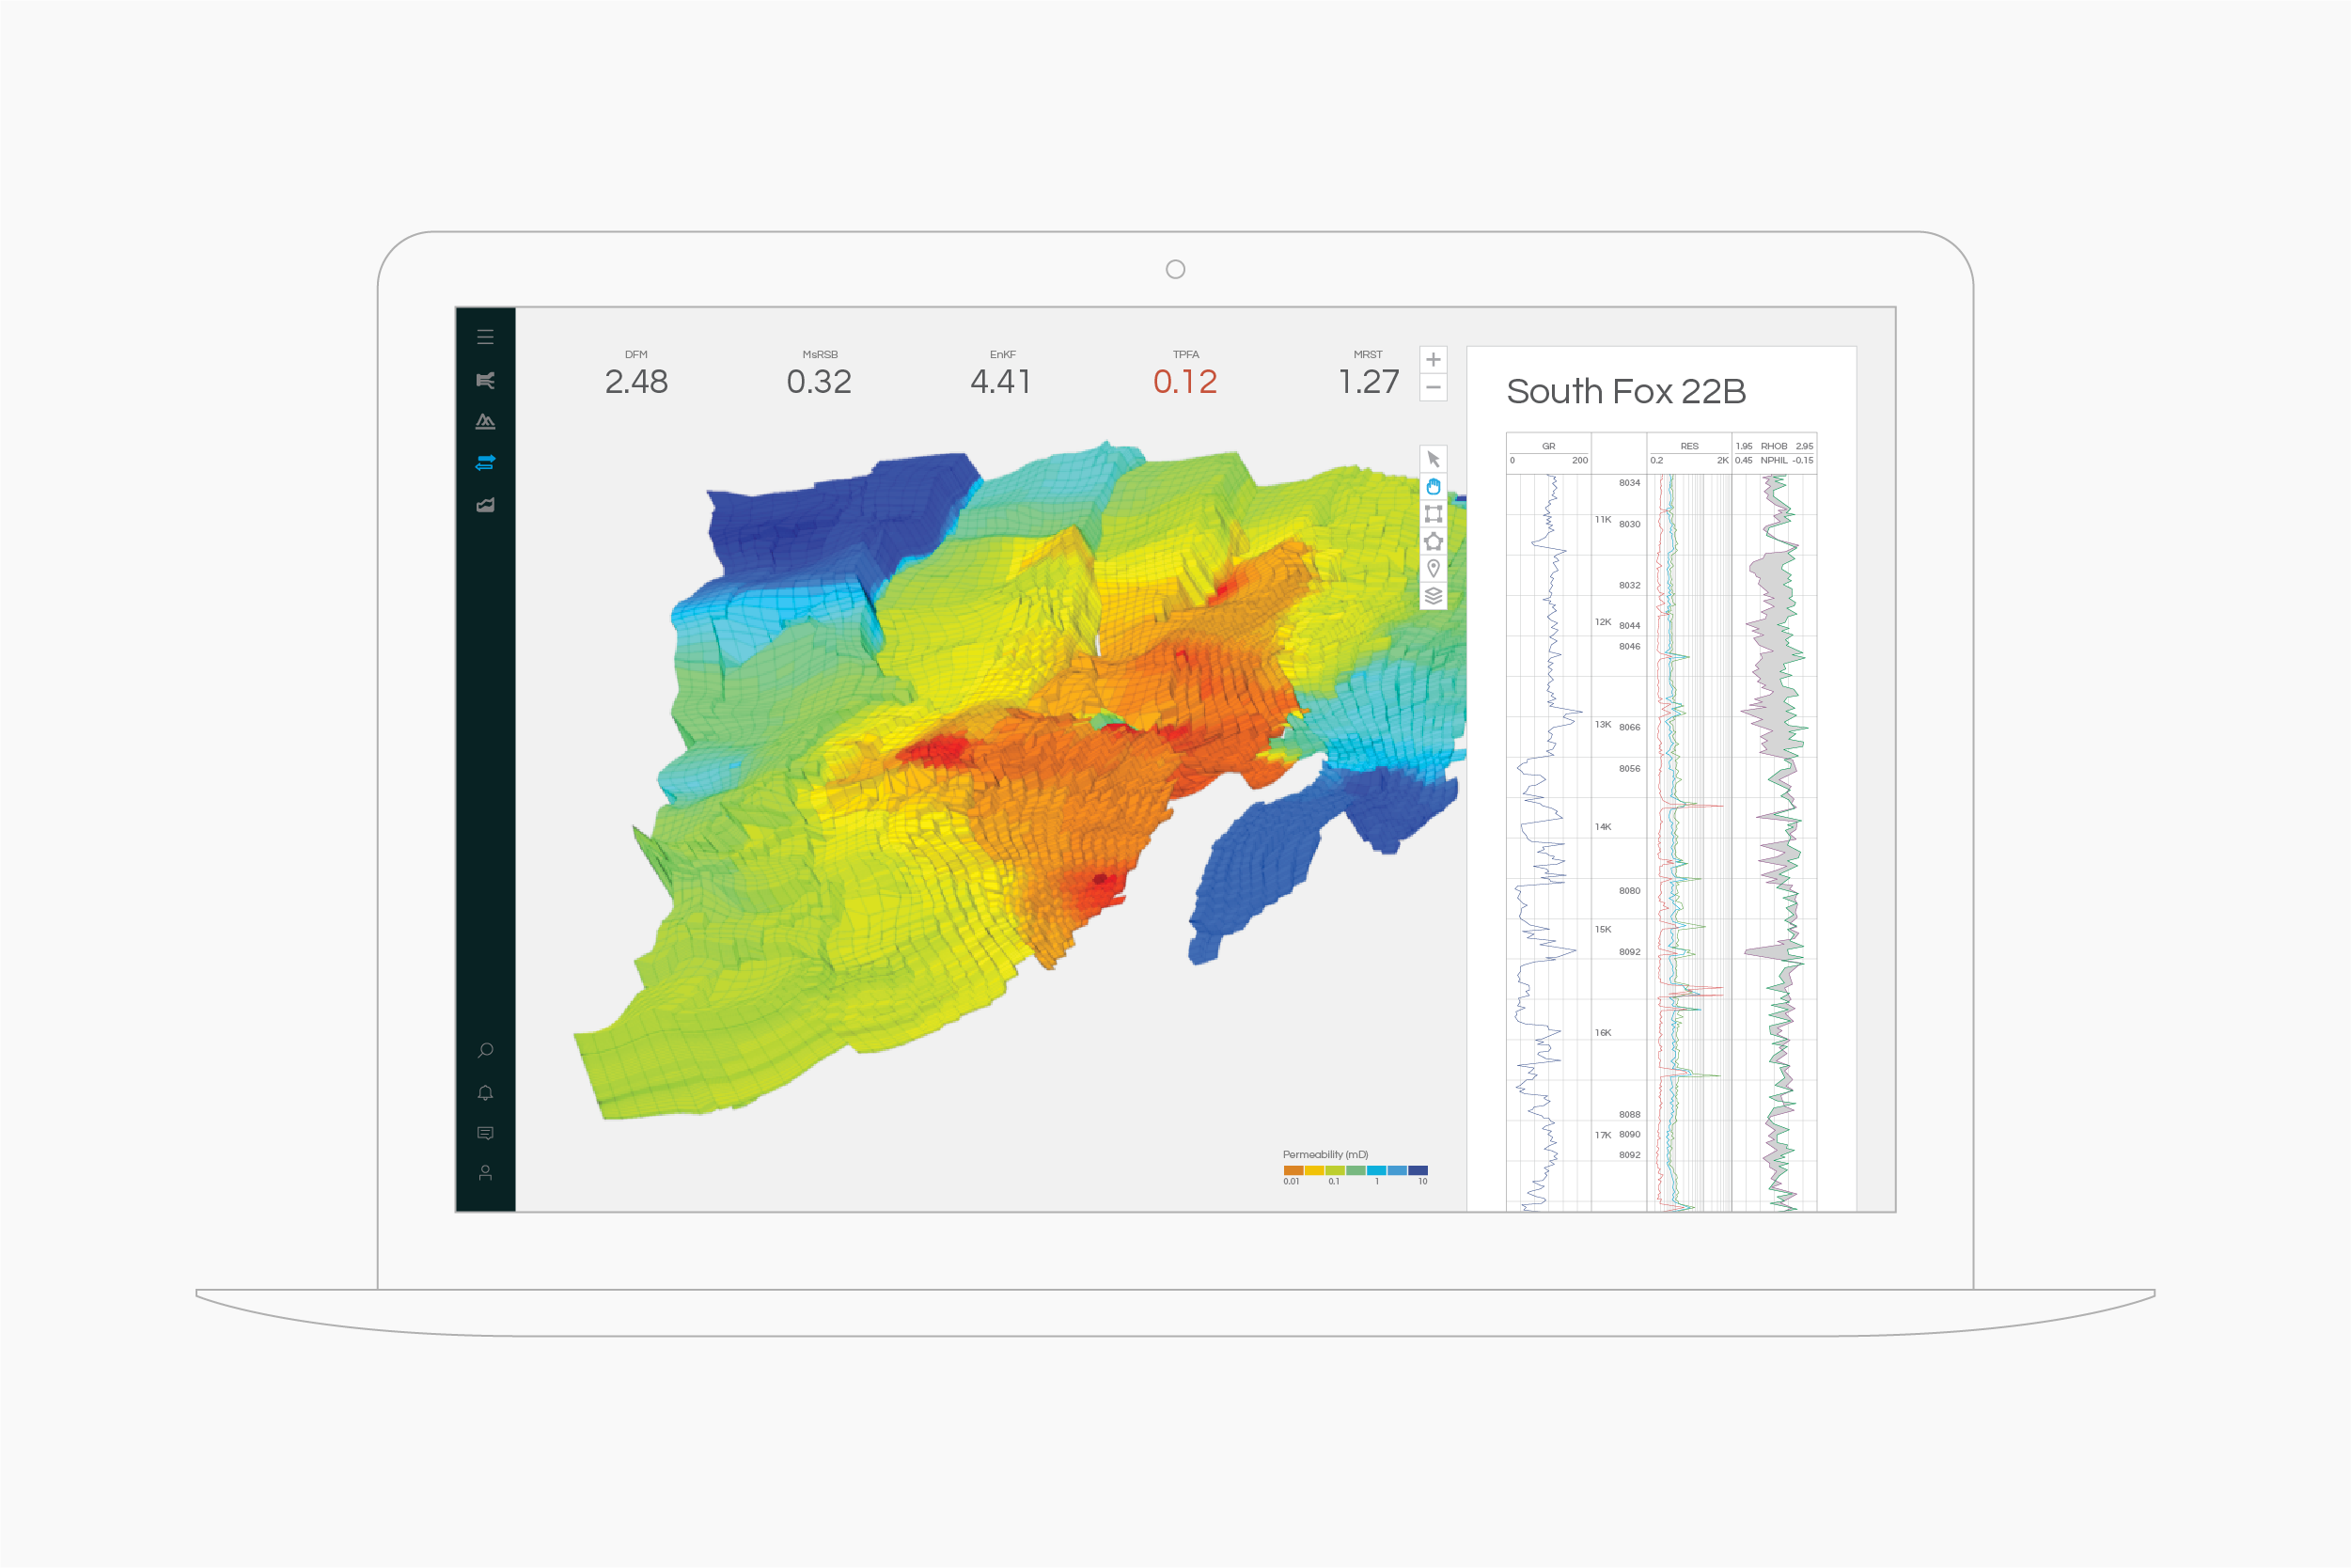 DFM MsRSB EnKF TPFA MRST
2.48 0.32 4.41 0.12 1.27
South Fox 22B
GR RES 1.95 RHOB 2.95
0 200 0.2 2K 0.45 NPHIL -0.15
8034
11K 8030
8032
12K 8044
8046
13K 8066
8056
14K
8080
15K
8092
16K
8088
17K 8090
8092
Permeability (mD)
0.01 0.1 1 10